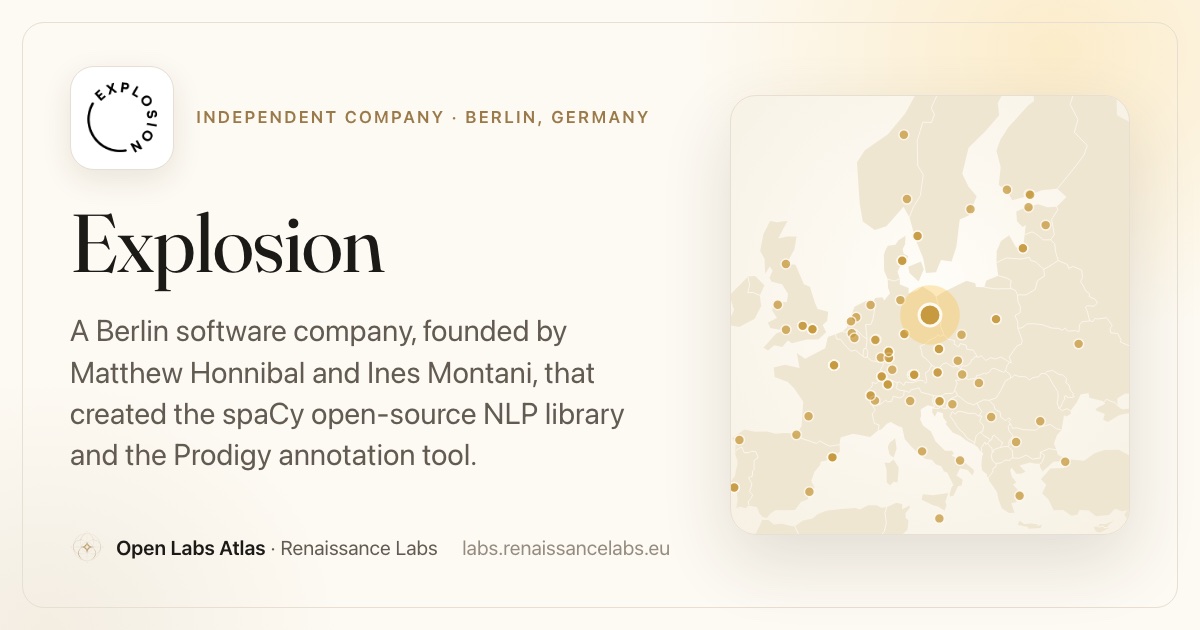 EXPLOSION
INDEPENDENT COMPANY · BERLIN, GERMANY
Explosion
A Berlin software company, founded by
Matthew Honnibal and Ines Montani, that
created the spaCy open-source NLP library
and the Prodigy annotation tool.
Open Labs Atlas · Renaissance Labs labs.renaissancelabs.eu